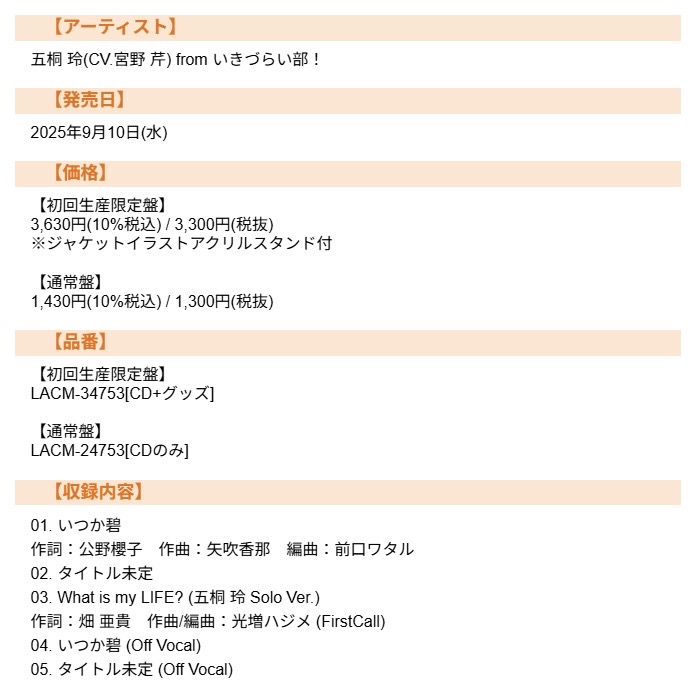 【アーティスト】
五桐 玲(CV.宮野 芹) from いきづらい部！
【発売日】
2025年9月10日(水)
【価格】
【初回生産限定盤】
3,630円(10%税込) / 3,300円(税抜)
※ジャケットイラストアクリルスタンド付
【通常盤】
1,430円(10%税込) / 1,300円(税抜)
【品番】
【初回生産限定盤】
LACM-34753[CD+グッズ]
【通常盤】
LACM-24753[CDのみ]
【収録内容】
01. いつか碧
作詞：公野櫻子　作曲：矢吹香那　編曲：前口ワタル
02. タイトル未定
03. What is my LIFE? (五桐 玲 Solo Ver.)
作詞：畑 亜貴　作曲/編曲：光増ハジメ (FirstCall)
04. いつか碧 (Off Vocal)
05. タイトル未定 (Off Vocal)